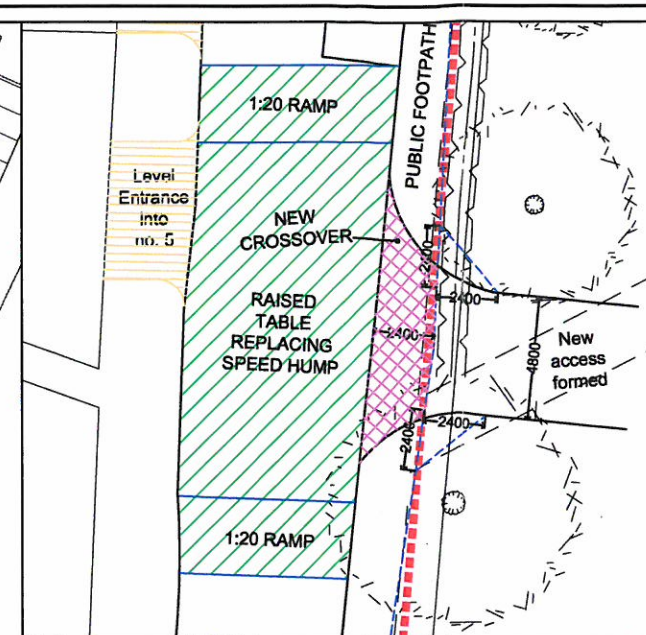 1:20 RAMP
PUBLIC FOOTPATH
Level
Entrance
into
no. 5
NEW
CROSSOVER
2400
2400
RAISED
TABLE
REPLACING
SPEED HUMP
2400
4800
New
access
formed
2400
2400
1:20 RAMP